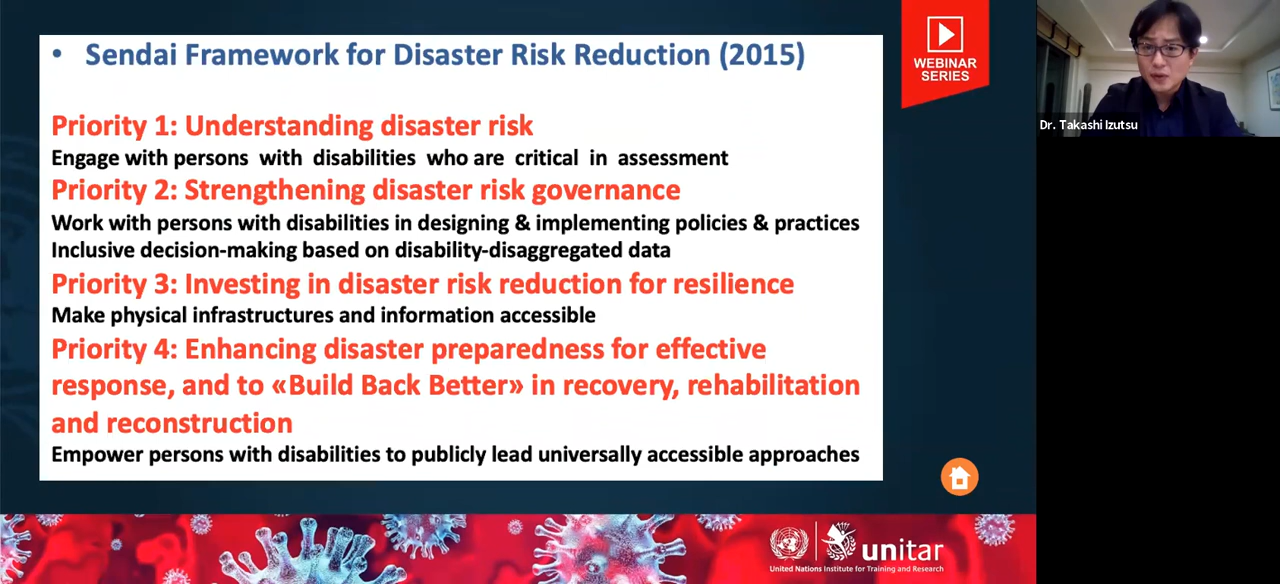 • Sendai Framework for Disaster Risk Reduction (2015)
Priority 1: Understanding disaster risk
Engage with persons with disabilities who are critical in assessment
Priority 2: Strengthening disaster risk governance
Work with persons with disabilities in designing & implementing policies & practices
Inclusive decision-making based on disability-disaggregated data
Priority 3: Investing in disaster risk reduction for resilience
Make physical infrastructures and information accessible
Priority 4: Enhancing disaster preparedness for effective
response, and to «Build Back Better» in recovery, rehabilitation
and reconstruction
Empower persons with disabilities to publicly lead universally accessible approaches
WEBINAR
SERIES
Dr. Takashi Izutsu
unitar
United Nations Institute for Training and Research